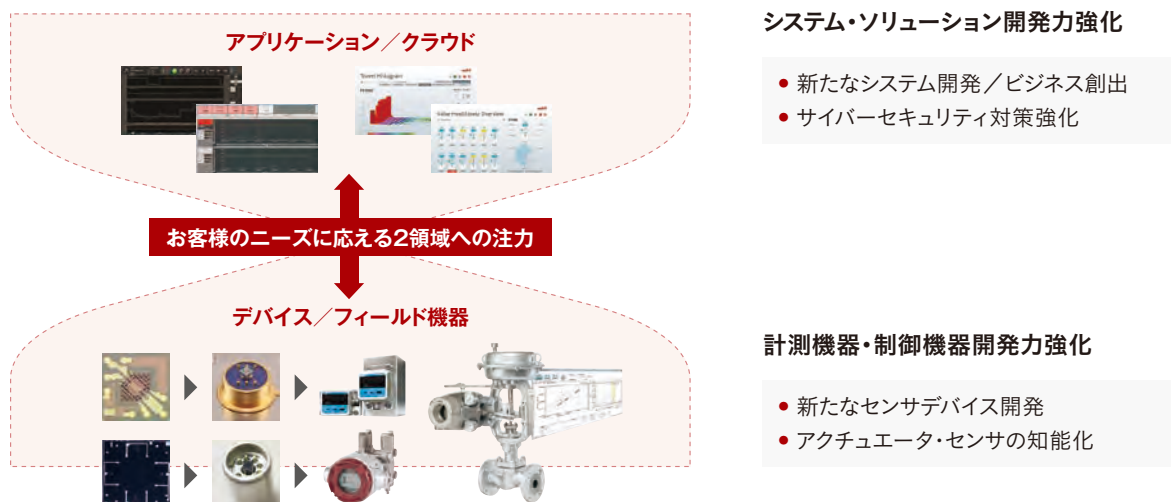 アプリケーション／クラウド
お客様のニーズに応える2領域への注力
デバイス／フィールド機器
システム・ソリューション開発力強化
● 新たなシステム開発／ビジネス創出
● サイバーセキュリティ対策強化
計測機器・制御機器開発力強化
● 新たなセンサデバイス開発
● アクチュエータ・センサの知能化